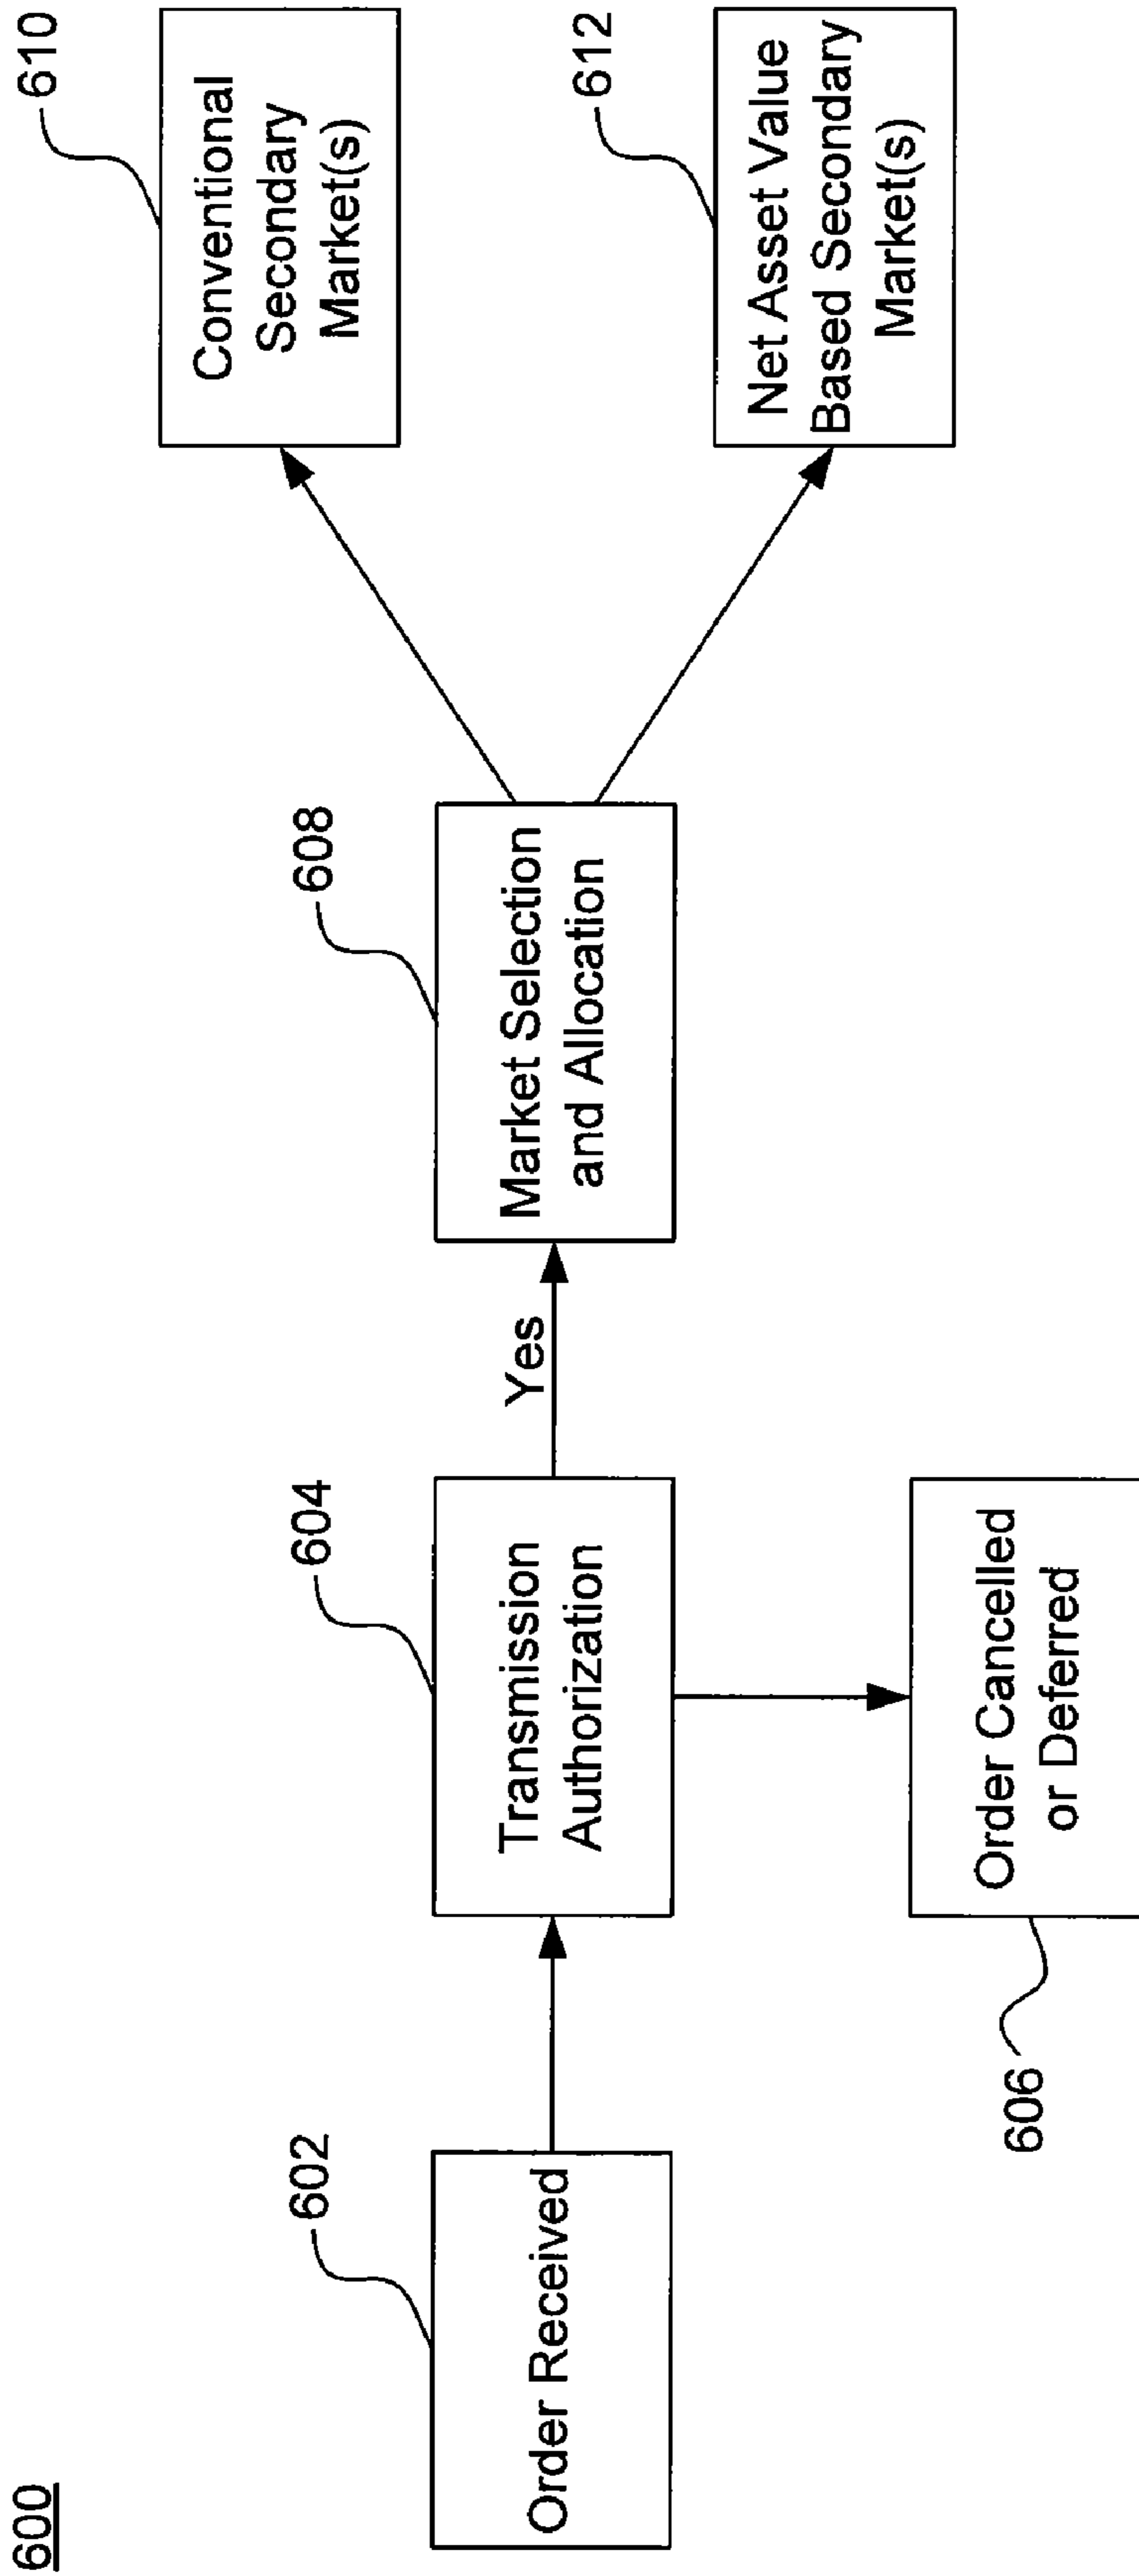 600
602
Order Received
604
Transmission
Authorization
Yes
606
Order Cancelled
or Deferred
608
Market Selection
and Allocation
610
Conventional
Secondary
Market(s)
612
Net Asset Value
Based Secondary
Market(s)